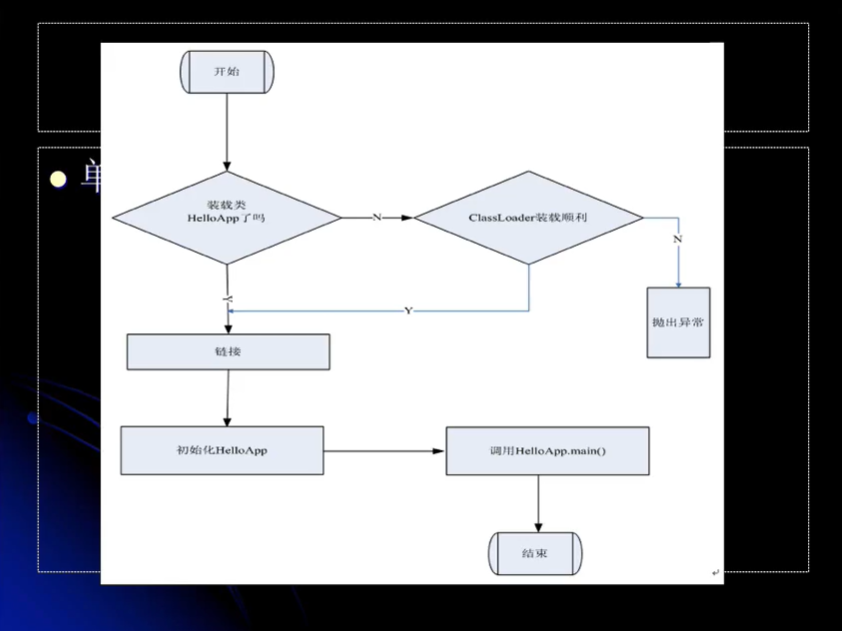 开始
装载类
HelloApp了吗
N
ClassLoader装载顺利
N
Y
Y
抛出异常
链接
初始化HelloApp
调用HelloApp.main()
结束